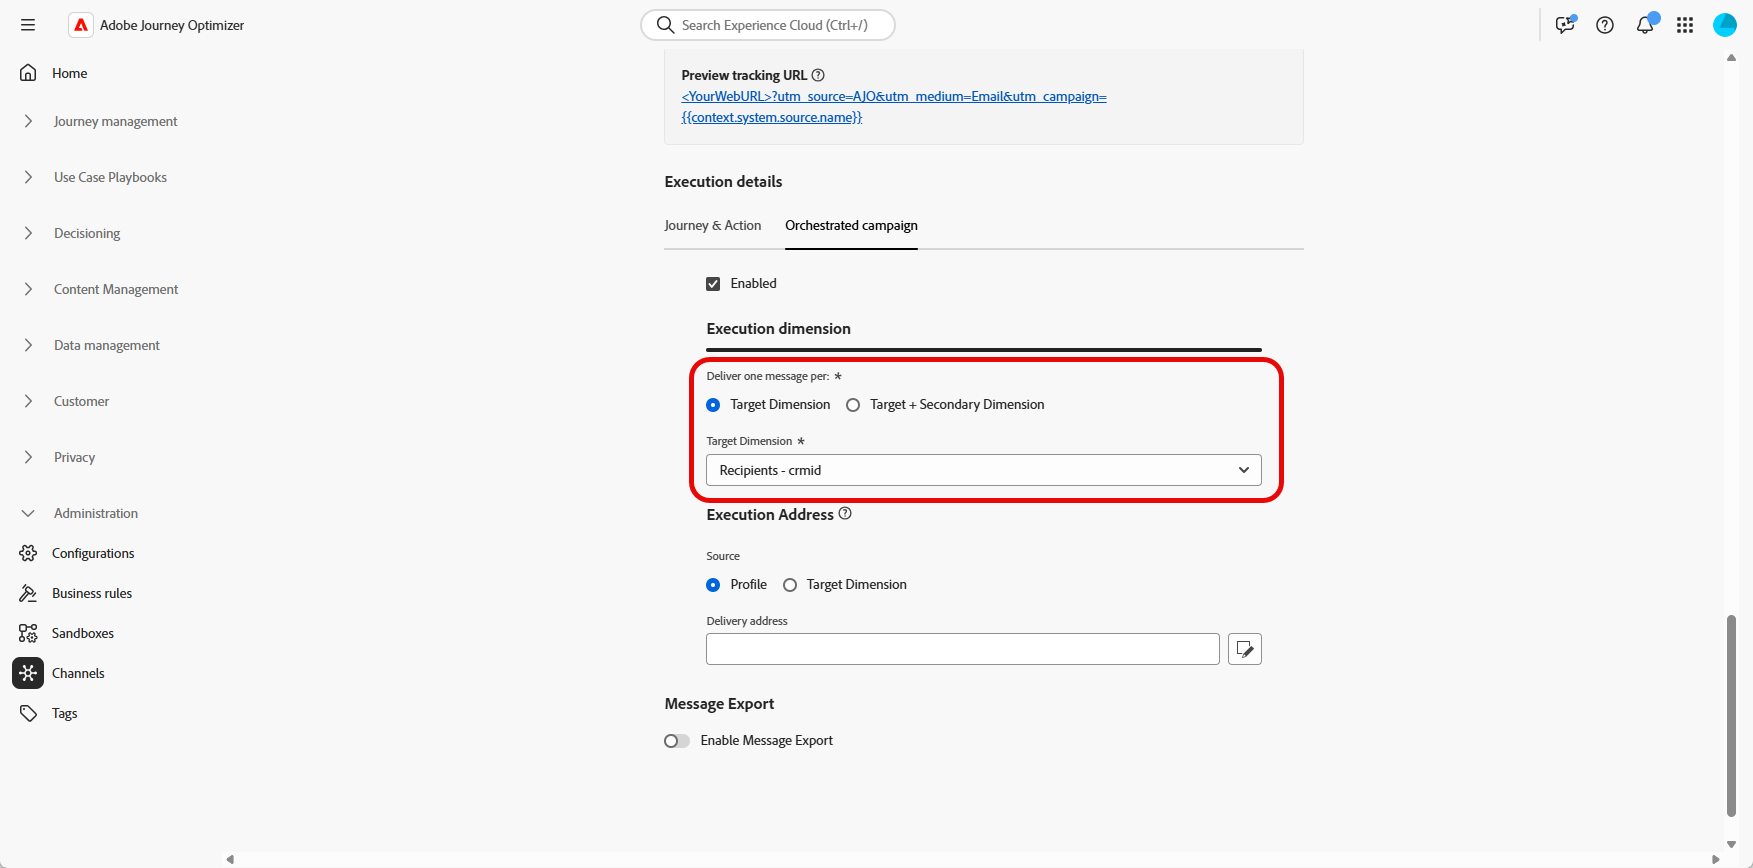 Adobe Journey Optimizer
Search Experience Cloud (Ctrl+/)
Home
Journey management
Use Case Playbooks
Decisioning
Content Management
Data management
Customer
Privacy
Administration
Configurations
Business rules
Sandboxes
Channels
Tags
Preview tracking URL
<YourWebURL>?utm_source=AJO&utm_medium=Email&utm_campaign=
{{context.system.source.name}}
Execution details
Journey & Action
Orchestrated campaign
Enabled
Execution dimension
Deliver one message per: *
Target Dimension
Target + Secondary Dimension
Target Dimension *
Recipients - crmid
Execution Address
Source
Profile
Target Dimension
Delivery address
Message Export
Enable Message Export